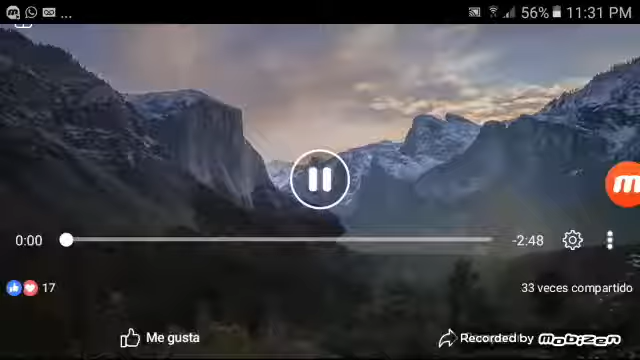 ... 56% 11:31 PM
0:00 -2:48
17 33 veces compartido
Me gusta Recorded by MOBIZEN